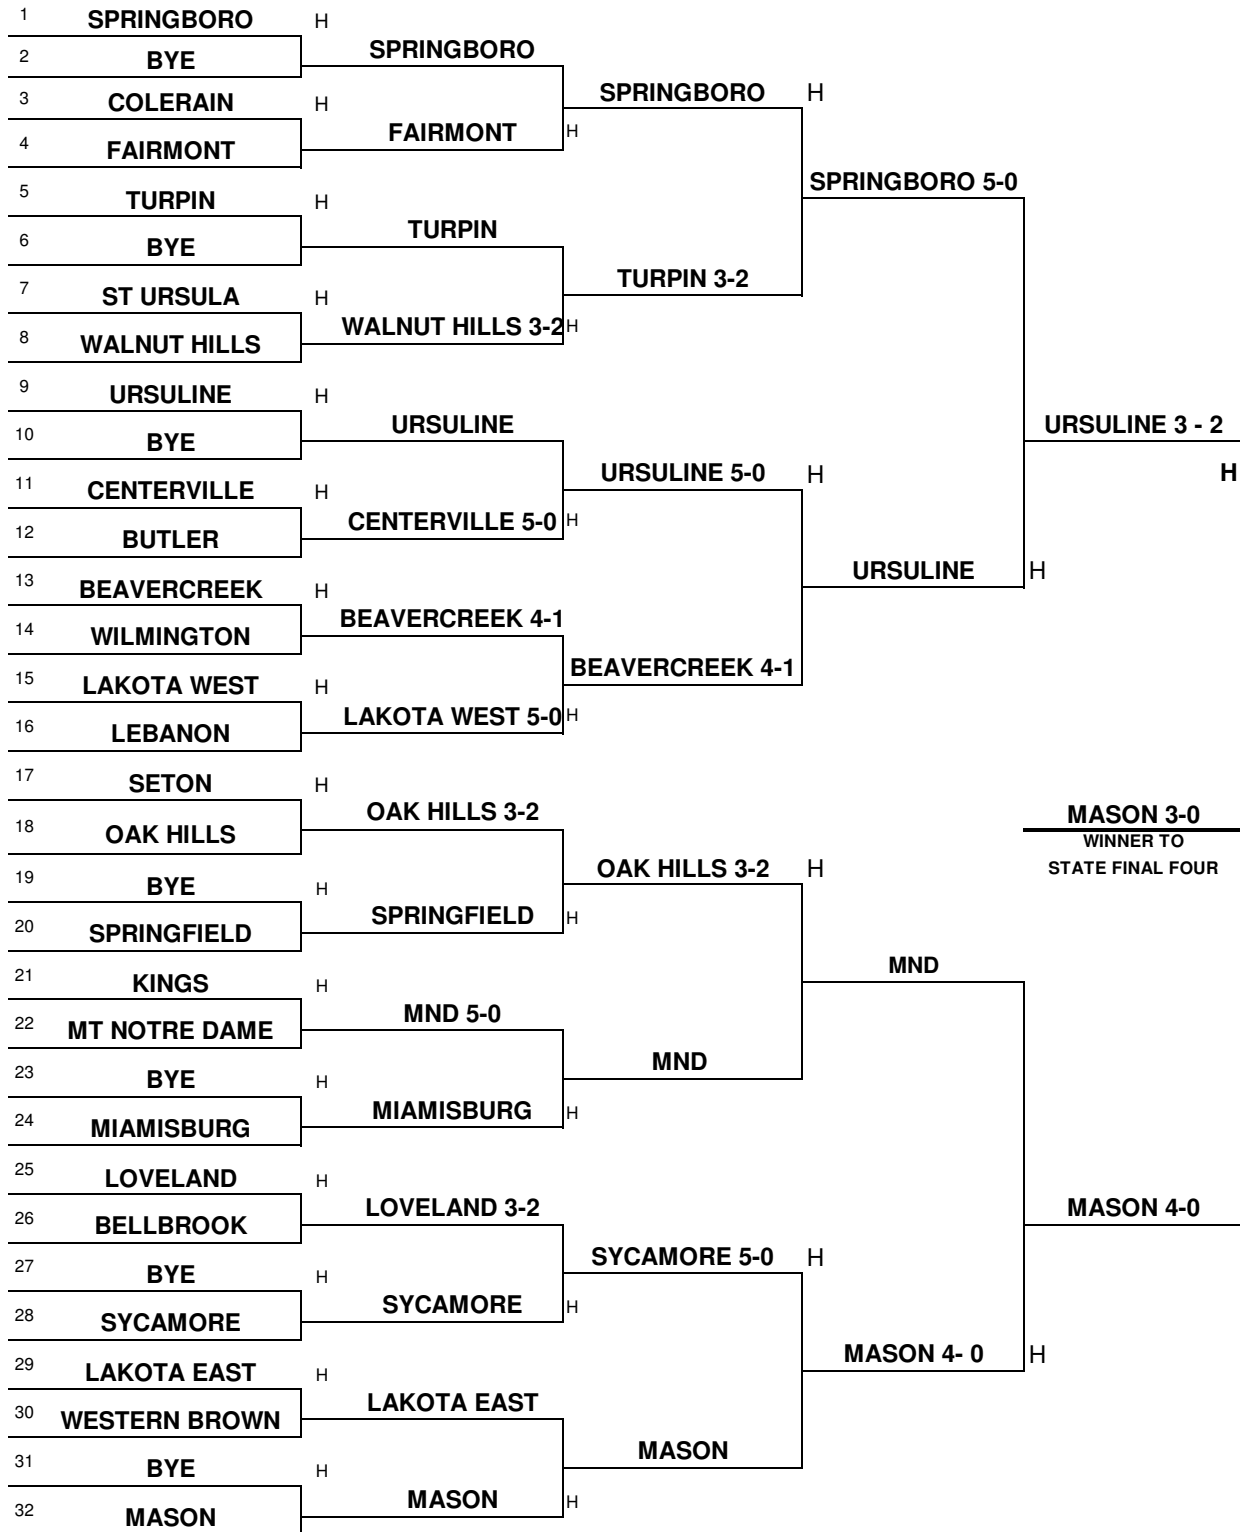 1 SPRINGBORO H
2 BYE
SPRINGBORO
3 COLERAIN H
SPRINGBORO H
4 FAIRMONT
FAIRMONT H
5 TURPIN H
SPRINGBORO 5-0
6 BYE
TURPIN
7 ST URSULA H
TURPIN 3-2
8 WALNUT HILLS
WALNUT HILLS 3-2 H
9 URSULINE H
10 BYE
URSULINE
URSULINE 3 - 2
H
11 CENTERVILLE H
URSULINE 5-0 H
12 BUTLER
CENTERVILLE 5-0 H
13 BEAVERCREEK H
URSULINE H
14 WILMINGTON
BEAVERCREEK 4-1
15 LAKOTA WEST H
BEAVERCREEK 4-1
16 LEBANON
LAKOTA WEST 5-0 H
17 SETON H
18 OAK HILLS
OAK HILLS 3-2
MASON 3-0
WINNER TO
STATE FINAL FOUR
19 BYE H
OAK HILLS 3-2 H
20 SPRINGFIELD
SPRINGFIELD H
21 KINGS H
MND
22 MT NOTRE DAME
MND 5-0
23 BYE H
MND
24 MIAMISBURG
MIAMISBURG H
25 LOVELAND H
26 BELLBROOK
LOVELAND 3-2
MASON 4-0
27 BYE H
SYCAMORE 5-0 H
28 SYCAMORE
SYCAMORE H
29 LAKOTA EAST H
MASON 4- 0 H
30 WESTERN BROWN
LAKOTA EAST
31 BYE H
MASON
32 MASON
MASON H